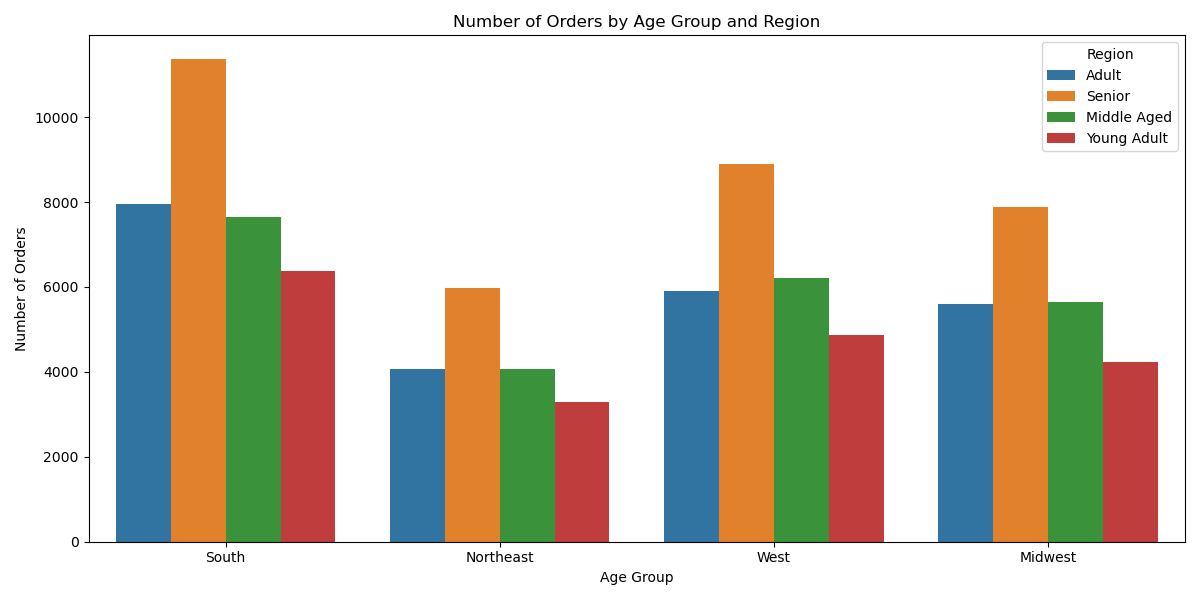 Number of Orders by Age Group and Region
Number of Orders
10000
8000
6000
4000
2000
0
Region
Adult
Senior
Middle Aged
Young Adult
South
Northeast
West
Midwest
Age Group